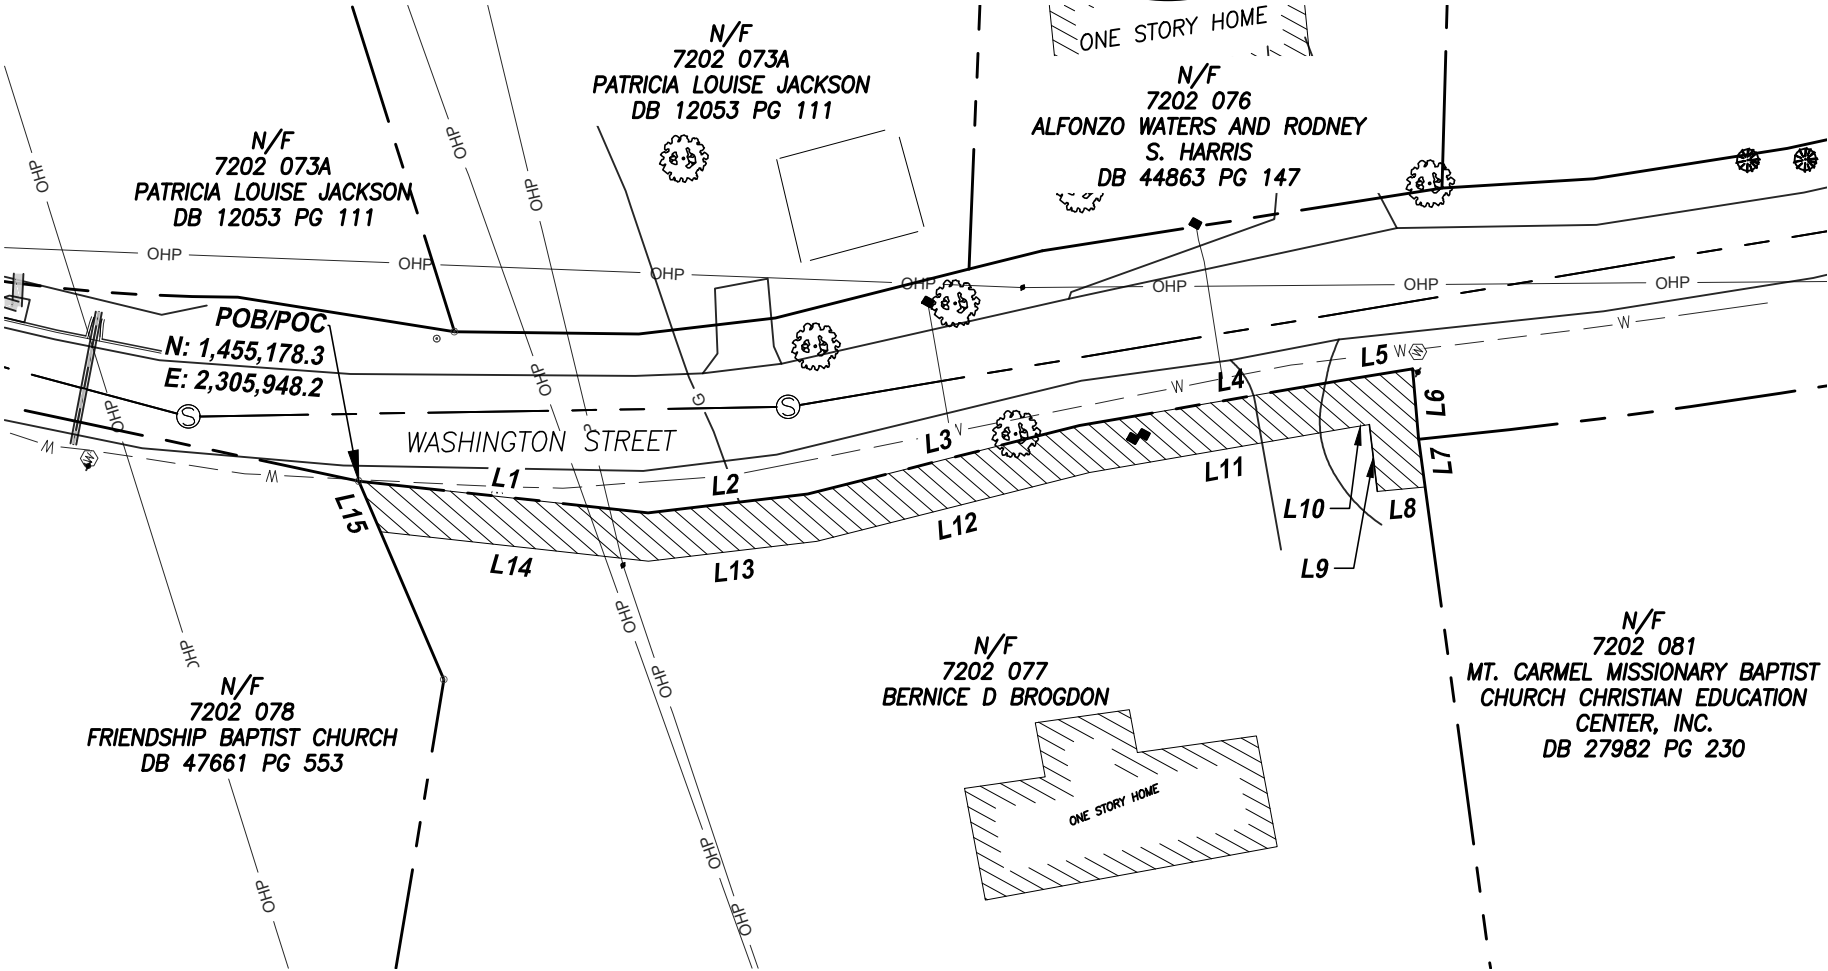 ONE STORY HOME
N/F
7202 073A
PATRICIA LOUISE JACKSON
DB 12053 PG 111
N/F
7202 076
ALFONZO WATERS AND RODNEY
S. HARRIS
DB 44863 PG 147
N/F
7202 073A
PATRICIA LOUISE JACKSON
DB 12053 PG 111
OHP
OHP
OHP
OHP
OHP
OHP
OHP
OHP
OHP
OHP
OHP
POB/POC
N: 1,455,178.3
E: 2,305,948.2
OHP
OHP
G
S
S
W
W
W
W
W
W
W
WASHINGTON STREET
L1
L2
L3
L4
L5
L6
L7
L8
L9
L10
L11
L12
L13
L14
L15
OHP
OHP
OHP
OHP
OHP
N/F
7202 078
FRIENDSHIP BAPTIST CHURCH
DB 47661 PG 553
N/F
7202 077
BERNICE D BROGDON
ONE STORY HOME
N/F
7202 081
MT. CARMEL MISSIONARY BAPTIST
CHURCH CHRISTIAN EDUCATION
CENTER, INC.
DB 27982 PG 230